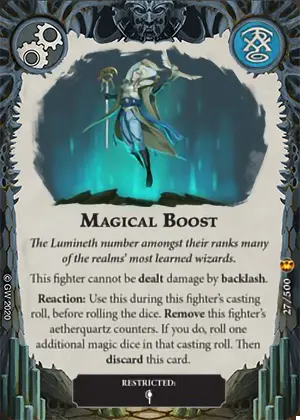 MAGICAL BOOST
The Lumineth number amongst their ranks many
of the realms' most learned wizards.
This fighter cannot be dealt damage by backlash.
Reaction: Use this during this fighter's casting
roll, before rolling the dice. Remove this fighter's
aetherquartz counters. If you do, roll one
additional magic dice in that casting roll. Then
discard this card.
RESTRICTED:
© GW 2020
27/500